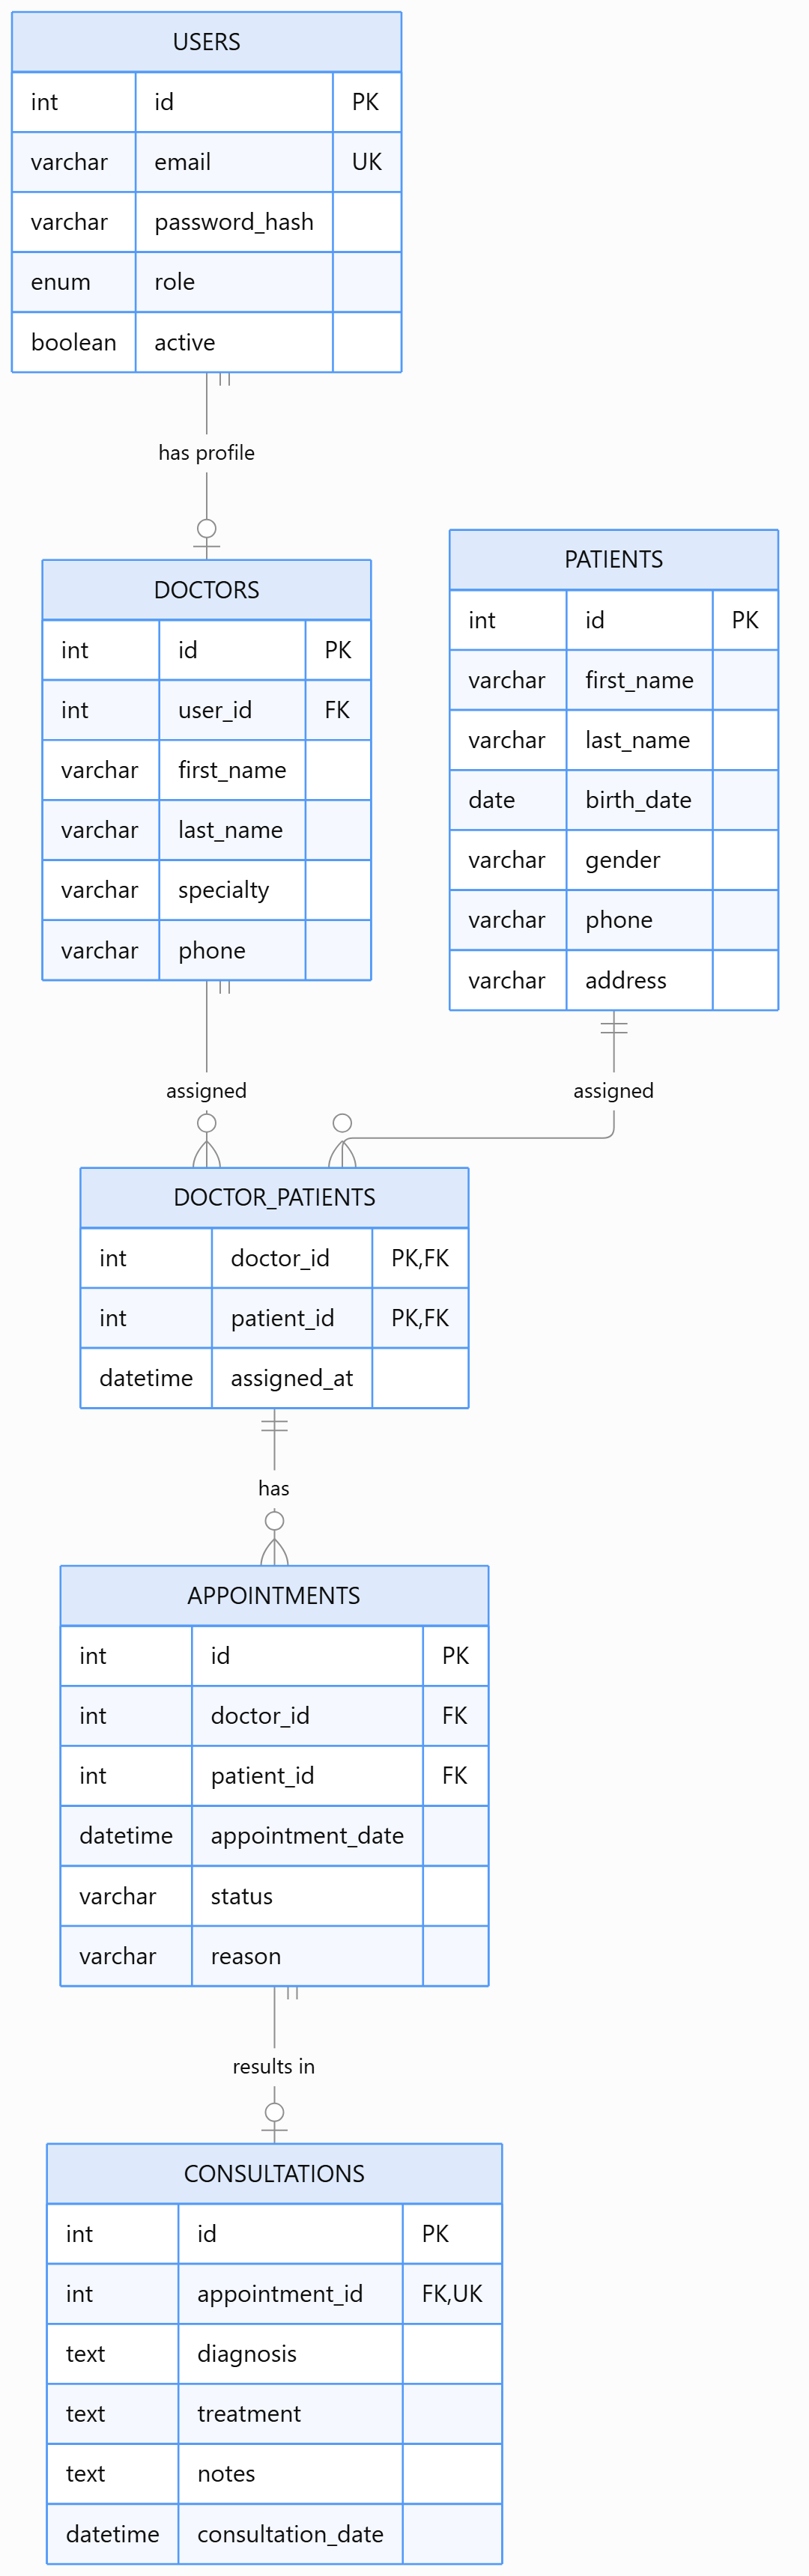 USERS
int id PK
varchar email UK
varchar password_hash
enum role
boolean active
has profile
DOCTORS
int id PK
int user_id FK
varchar first_name
varchar last_name
varchar specialty
varchar phone
PATIENTS
int id PK
varchar first_name
varchar last_name
date birth_date
varchar gender
varchar phone
varchar address
assigned
assigned
DOCTOR_PATIENTS
int doctor_id PK,FK
int patient_id PK,FK
datetime assigned_at
has
APPOINTMENTS
int id PK
int doctor_id FK
int patient_id FK
datetime appointment_date
varchar status
varchar reason
results in
CONSULTATIONS
int id PK
int appointment_id FK,UK
text diagnosis
text treatment
text notes
datetime consultation_date